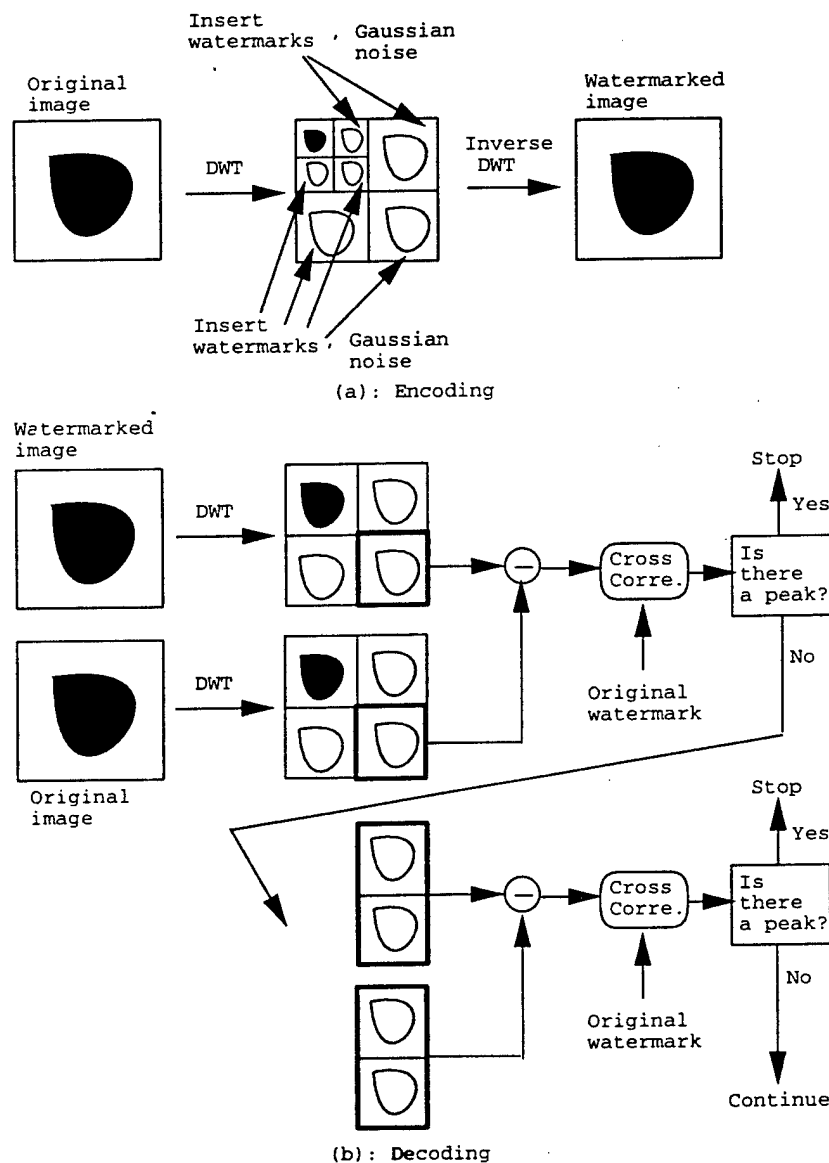 Insert
watermarks , Gaussian
noise
Original
image
Watermarked
image
DWT
Inverse
DWT
Insert
watermarks , Gaussian
noise
(a): Encoding
Watermarked
image
DWT
Stop
Yes
Cross
Corre.
Is
there
a peak?
No
Original
watermark
DWT
Original
image
Stop
Yes
Cross
Corre.
Is
there
a peak?
No
Original
watermark
Continue
(b): Decoding